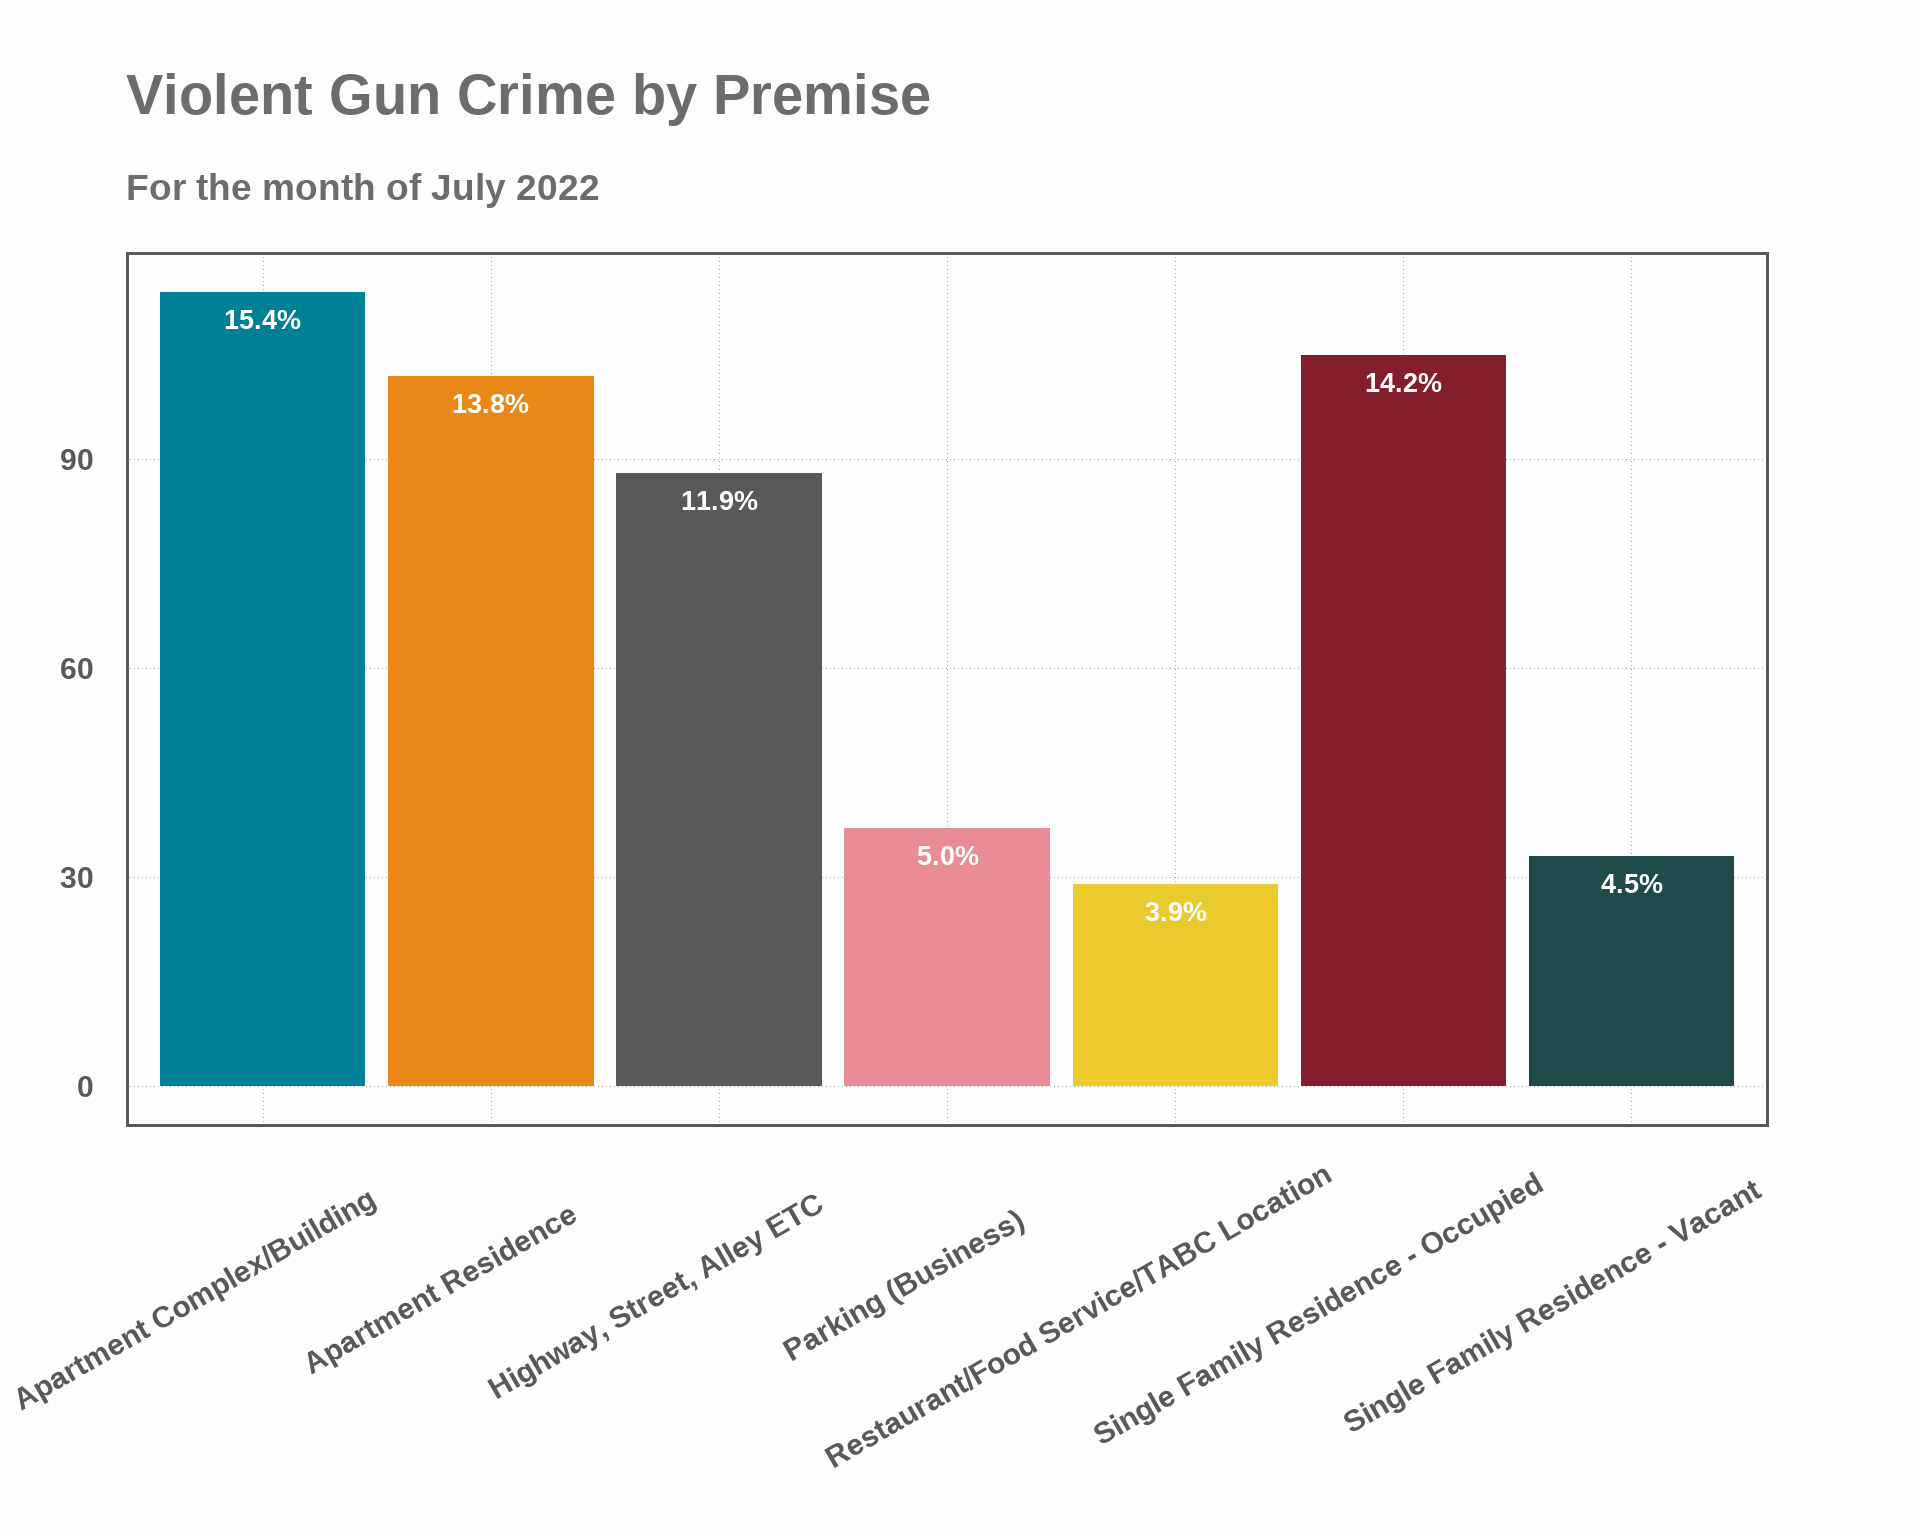 Violent Gun Crime by Premise
For the month of July 2022
15.4%
13.8%
11.9%
5.0%
3.9%
14.2%
4.5%
90
60
30
0
Apartment Complex/Building
Apartment Residence
Highway, Street, Alley ETC
Parking (Business)
Restaurant/Food Service/TABC Location
Single Family Residence - Occupied
Single Family Residence - Vacant